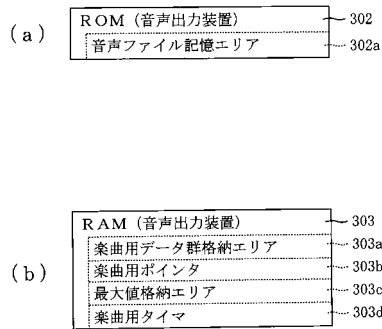 (a)
ROM(音声出力装置) 302
音声ファイル記憶エリア 302a
(b)
RAM(音声出力装置) 303
楽曲用データ群格納エリア 303a
楽曲用ポインタ 303b
最大値格納エリア 303c
楽曲用タイマ 303d